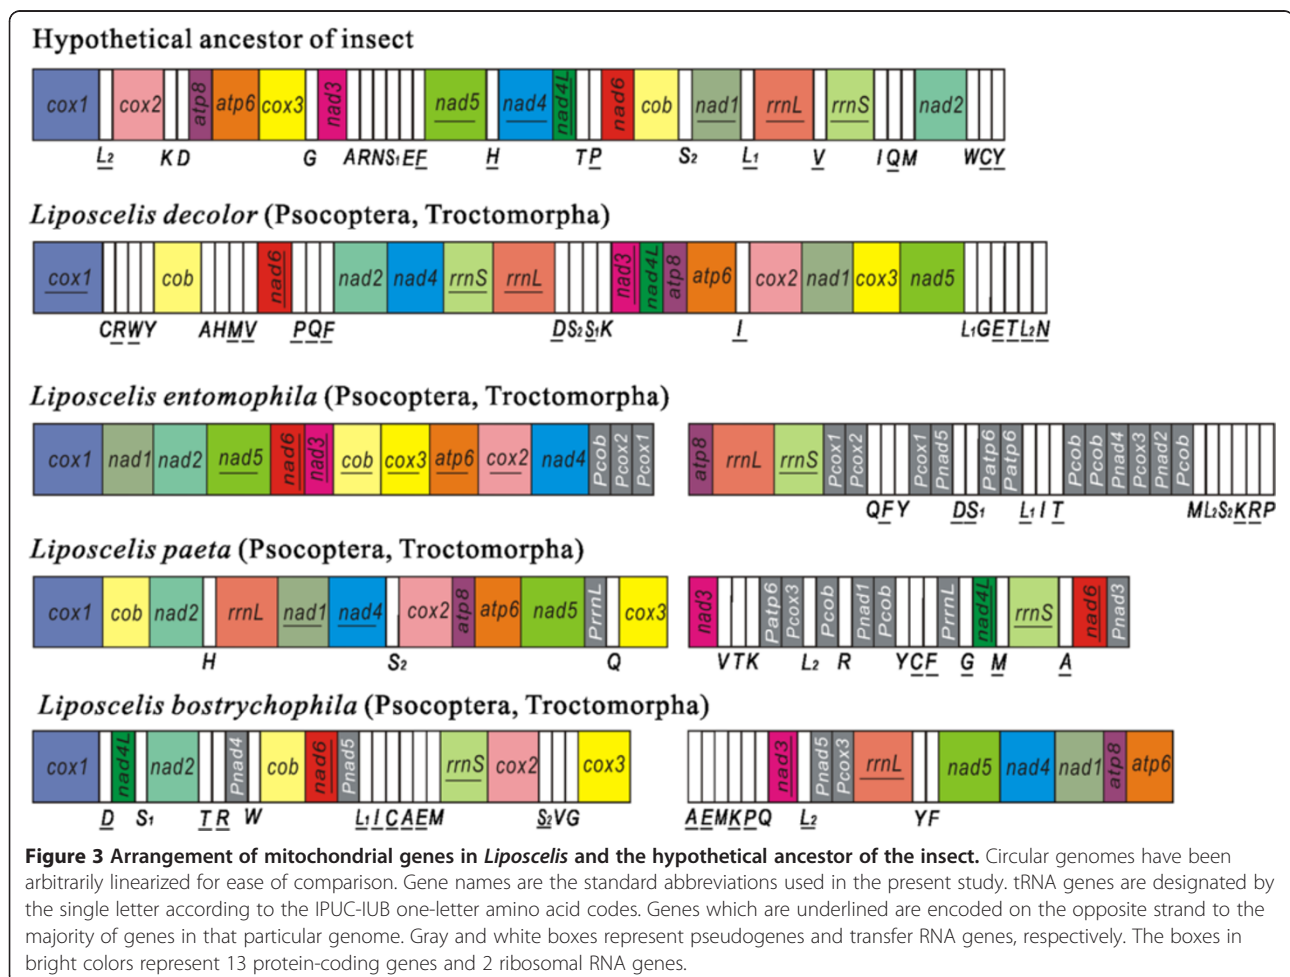 Hypothetical ancestor of insect
cox1 cox2 atp8 atp6 cox3 nad3 nad5 nad4 nad4L nad6 cob nad1 rrnL rrnS nad2
L2 K D G A R N S1 E F H T P S2 L1 V I Q M W C Y
Liposcelis decolor (Psocoptera, Troctomorpha)
cox1 cob nad6 nad2 nad4 rrnS rrnL nad3 nad4L atp8 atp6 cox2 nad1 cox3 nad5
C R W Y A H M V P Q F D S2 S1 K I L1 G E T L2 N
Liposcelis entomophila (Psocoptera, Troctomorpha)
cox1 nad1 nad2 nad5 nad6 nad3 cob cox3 atp6 cox2 nad4 Pcob Pcox2 Pcox1 atp8 rrnL rrnS Pcox1 Pcox2 Pcox1 Pnad5 Patp6 Patp6 Pcob Pcob Pnad4 Pcox3 Pnad2 Pcob
Q F Y D S1 L1 I T M L2 S2 K R P
Liposcelis paeta (Psocoptera, Troctomorpha)
cox1 cob nad2 rrnL nad1 nad4 cox2 atp8 atp6 nad5 PrrnL cox3 nad3 Patp6 Pcox3 Pcob Pnad1 Pcob PrrnL nad4L rrnS nad6 Pnad3
H S2 Q V T K L2 R Y C F G M A
Liposcelis bostrychophila (Psocoptera, Troctomorpha)
cox1 nad4L nad2 Pnad4 cob nad6 Pnad5 rrnS cox2 cox3 nad3 Pnad5 Pcox3 rrnL nad5 nad4 nad1 atp8 atp6
D S1 T R W L1 I C A E M S2 V G A E M K P Q L2 Y F
Figure 3 Arrangement of mitochondrial genes in Liposcelis and the hypothetical ancestor of the insect. Circular genomes have been
arbitrarily linearized for ease of comparison. Gene names are the standard abbreviations used in the present study. tRNA genes are designated by
the single letter according to the IPUC-IUB one-letter amino acid codes. Genes which are underlined are encoded on the opposite strand to the
majority of genes in that particular genome. Gray and white boxes represent pseudogenes and transfer RNA genes, respectively. The boxes in
bright colors represent 13 protein-coding genes and 2 ribosomal RNA genes.